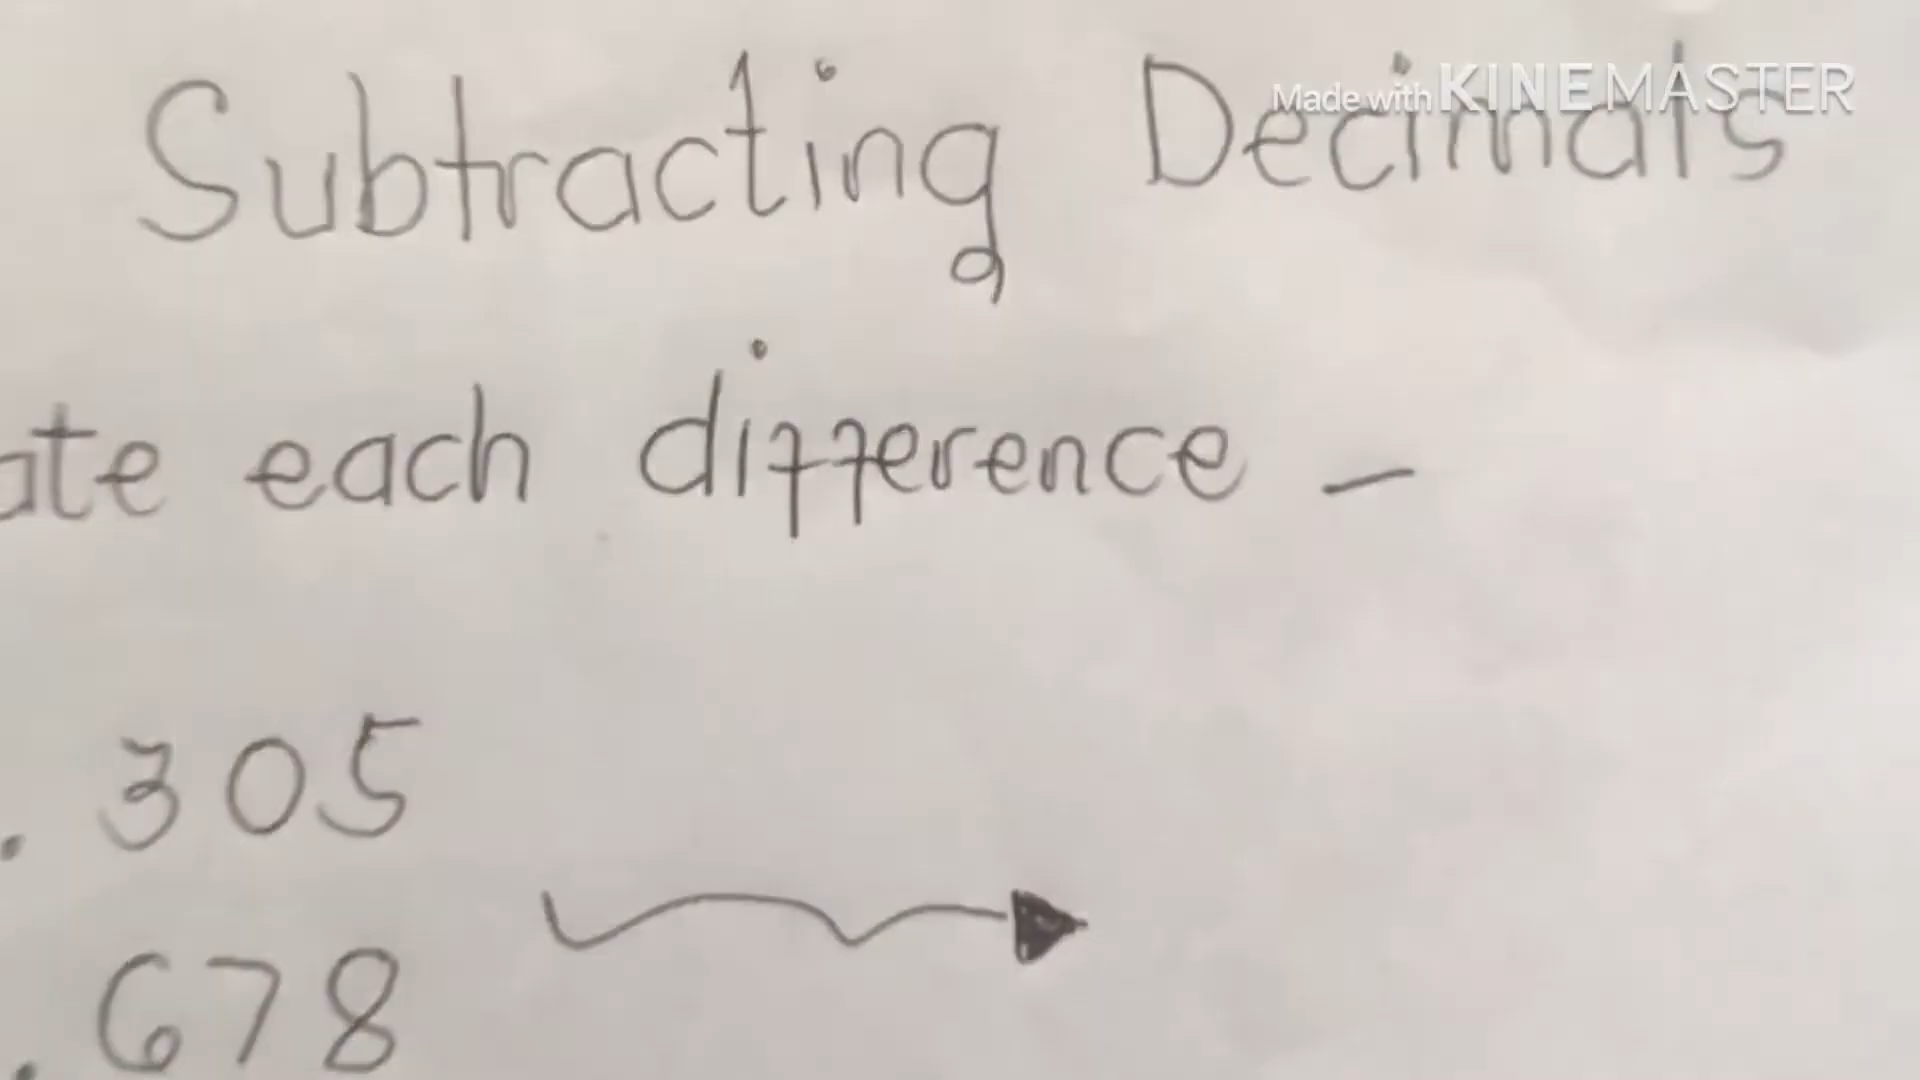 Made with KINEMASTER
Subtracting Decimals
ate each difference -
.305
.678